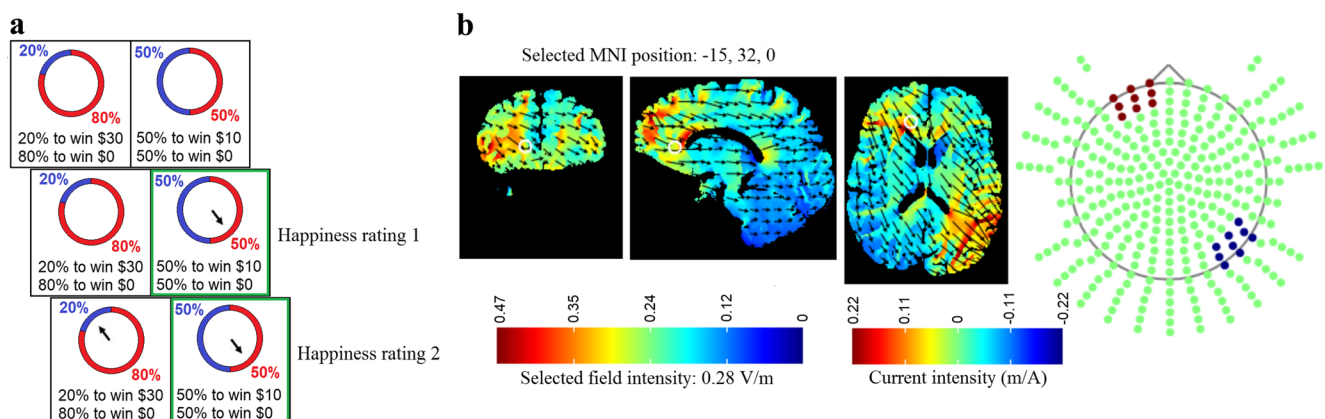 a
20%
50%
80%
50%
20% to win $30
80% to win $0
50% to win $10
50% to win $0
20%
50%
80%
50%
20% to win $30
80% to win $0
50% to win $10
50% to win $0
Happiness rating 1
20%
50%
80%
50%
20% to win $30
80% to win $0
50% to win $10
50% to win $0
Happiness rating 2
b
Selected MNI position: -15, 32, 0
0.47
0.35
0.24
0.12
0
Selected field intensity: 0.28 V/m
0.22
0.11
0
-0.11
-0.22
Current intensity (m/A)